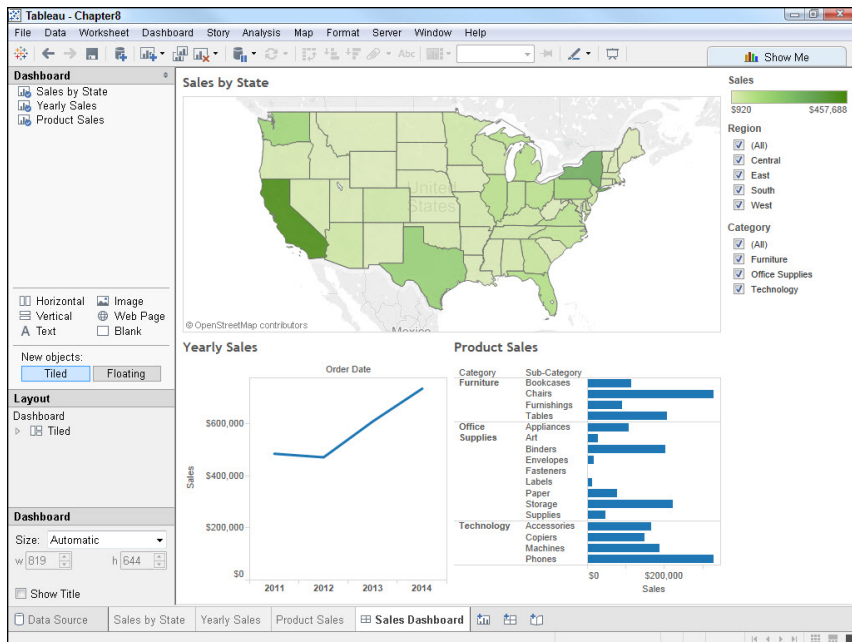 Tableau - Chapter8
File Data Worksheet Dashboard Story Analysis Map Format Server Window Help
Abc
Show Me
Dashboard
Sales by State
Yearly Sales
Product Sales
Horizontal Image
Vertical Web Page
A Text Blank
New objects:
Tiled Floating
Layout
Dashboard
Tiled
Dashboard
Size: Automatic
w 819 h 644
Show Title
Sales by State
United
States
Mexico
© OpenStreetMap contributors
Sales
$920 $457,688
Region
(All)
Central
East
South
West
Category
(All)
Furniture
Office Supplies
Technology
Yearly Sales
Order Date
Sales
$600,000
$400,000
$200,000
$0
2011 2012 2013 2014
Product Sales
Category Sub-Category
Furniture Bookcases
Chairs
Furnishings
Tables
Office Appliances
Supplies Art
Binders
Envelopes
Fasteners
Labels
Paper
Storage
Supplies
Technology Accessories
Copiers
Machines
Phones
$0 $200,000
Sales
Data Source Sales by State Yearly Sales Product Sales Sales Dashboard